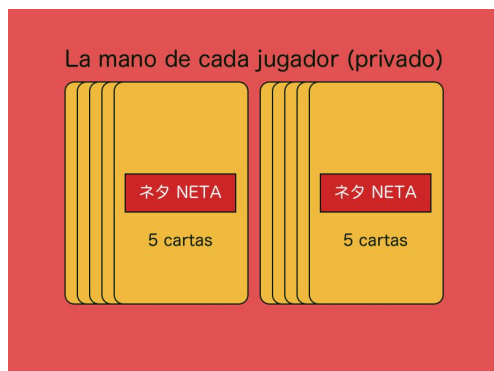 La mano de cada jugador (privado)
ネタ NETA
5 cartas
ネタ NETA
5 cartas